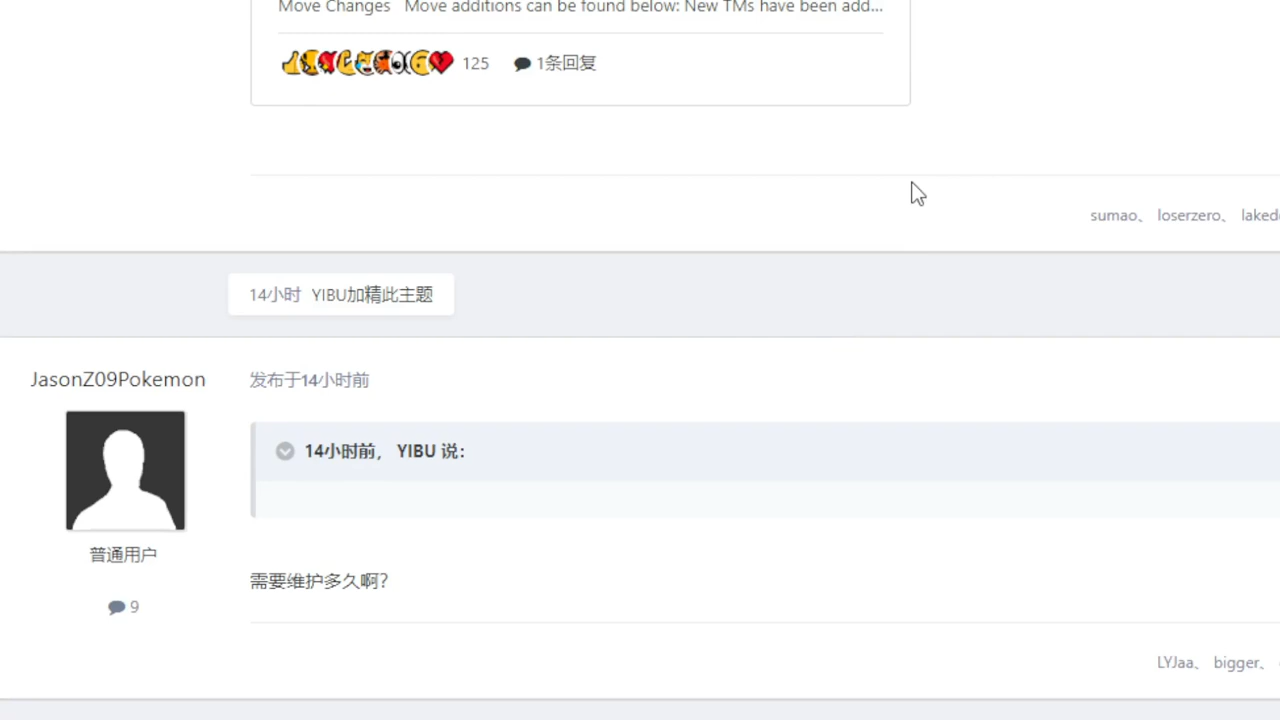 Move Changes Move additions can be found below: New TMs have been add...
125 1条回复
sumao、 loserzero、
14小时 YIBU加精此主题
JasonZ09Pokemon
发布于14小时前
14小时前， YIBU 说：
普通用户
需要维护多久啊？
9
LYJaa、 bigger、